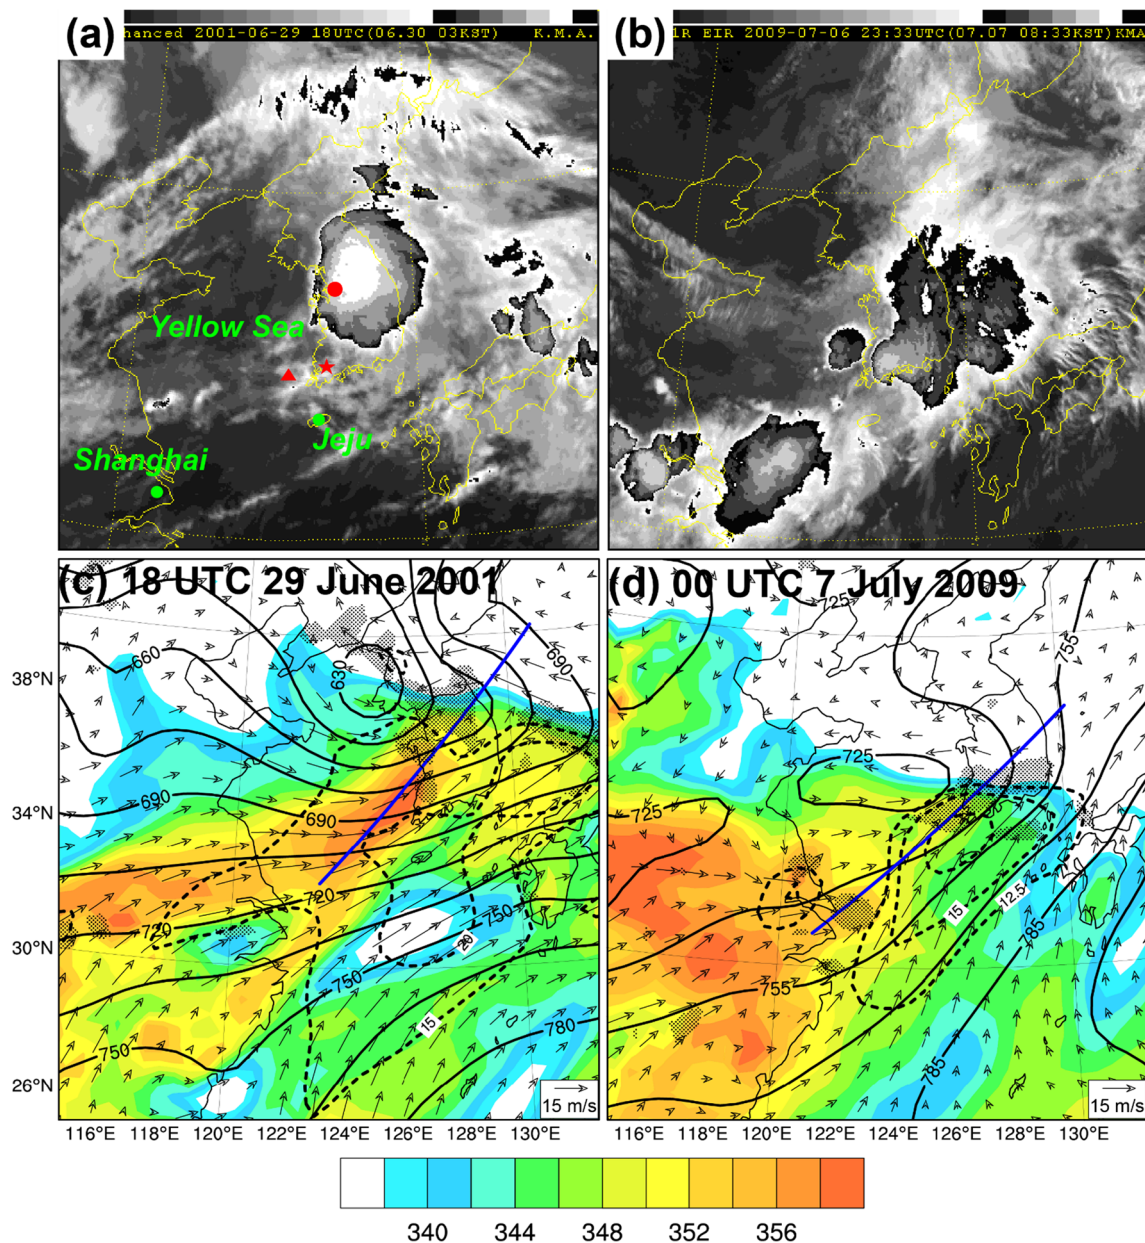 (a)
nhanced 2001-06-29 18UTC(06.30 03KST) K.M.A.
Yellow Sea
Jeju
Shanghai
(b)
1R EIR 2009-07-06 23:33UTC(07.07 08:33KST)KMA
(c) 18 UTC 29 June 2001
660
630
690
690
690
720
720
750
750
750
780
20
15
15 m/s
38°N
34°N
30°N
26°N
116°E 118°E 120°E 122°E 124°E 126°E 128°E 130°E
(d) 00 UTC 7 July 2009
725
755
725
725
755
785
785
15
12.5
15 m/s
116°E 118°E 120°E 122°E 124°E 126°E 128°E 130°E
340 344 348 352 356